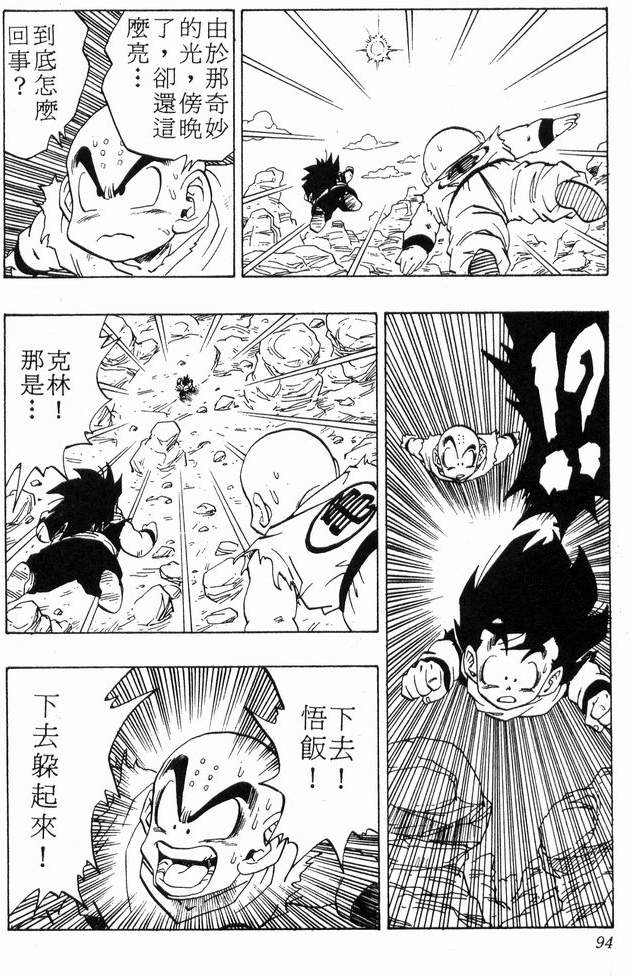 由於那奇妙
的光，傍晚
了，卻還這
麼亮…
到底怎麼
回事？
!?
克林！
那是…
下去！
悟飯！
下去躲起來！
94